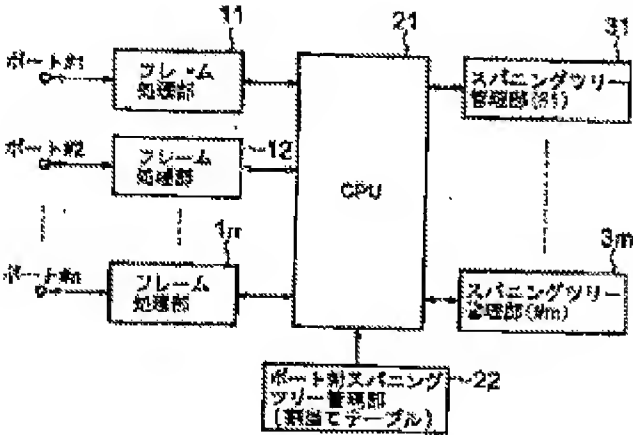 11
21
31
ポート#1
フレーム
処理部
スパニングツリー
管理部(#1)
ポート#2
フレーム
処理部
12
CPU
1n
3m
ポート#n
フレーム
処理部
スパニングツリー
管理部(#m)
ポート対スパニング
ツリー管理部
(割当てテーブル)
22